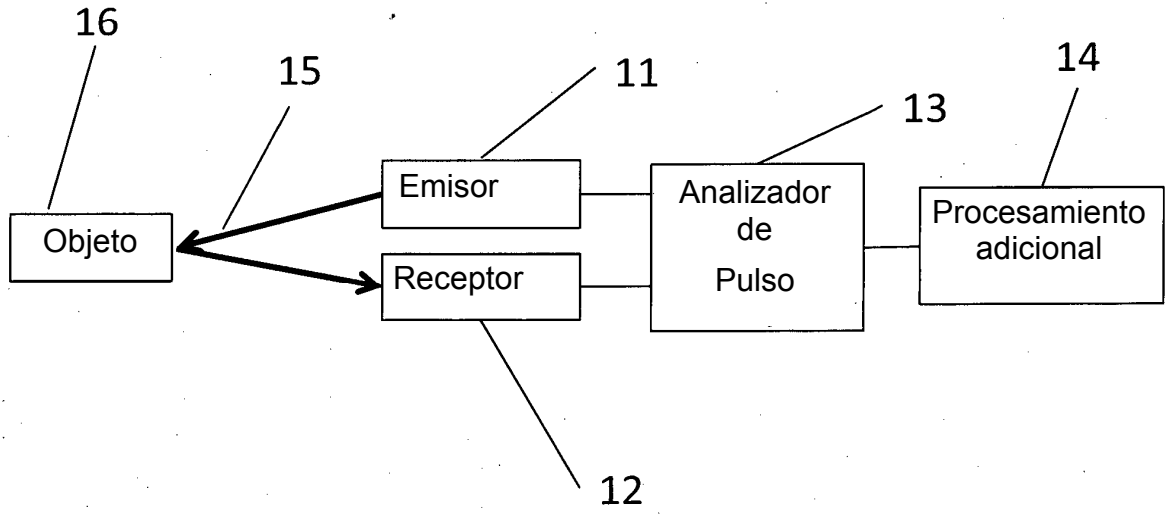 16
15
11
13
14
Objeto
Emisor
Receptor
Analizador
de
Pulso
Procesamiento
adicional
12